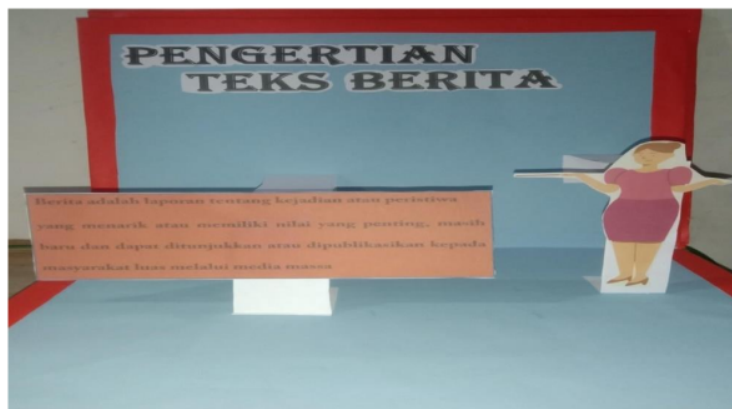 PENGERTIAN
TEKS BERITA
Berita adalah laporan tentang kejadian atau peristiwa
yang menarik atau memiliki nilai yang penting, masih
baru dan dapat ditunjukkan atau dipublikasikan kepada
masyarakat luas melalui media massa